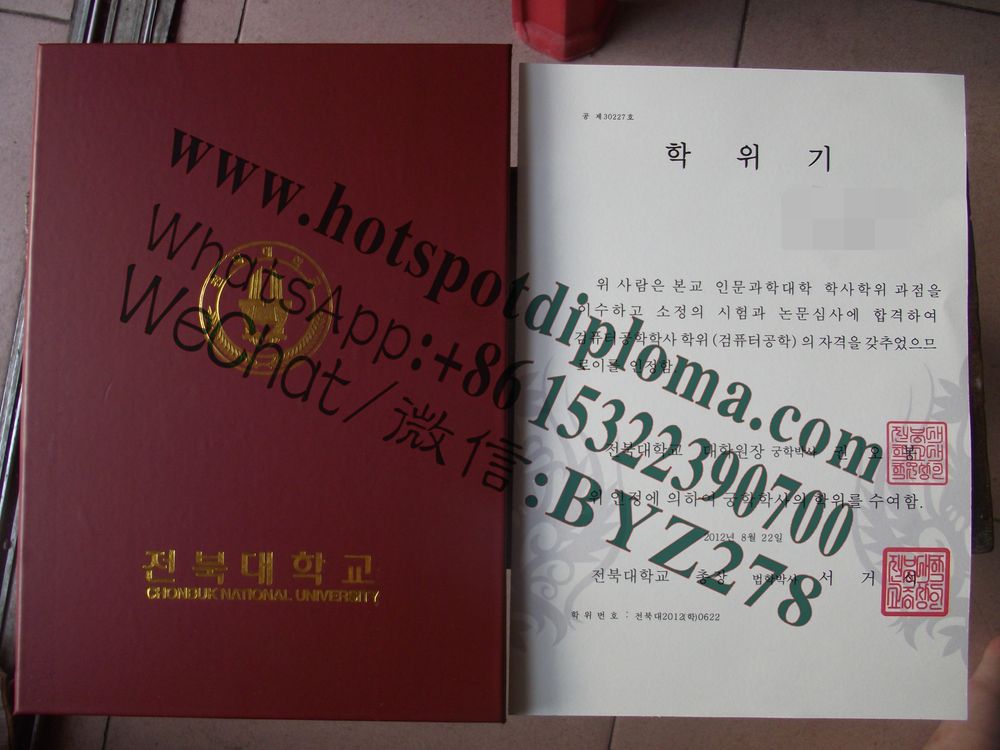 전북대학교
CHONBUK NATIONAL UNIVERSITY
공 제30227호
학 위 기
위 사람은 본교 인문과학대학 학사학위 과점을
이수하고 소정의 시험과 논문심사에 합격하여
컴퓨터공학학사 학위(컴퓨터공학)의 자격을 갖추었으므
로이를 인정함.
전북대학교 대학원장 공학박사 권 오 봉
위 인정에 의하여 공학학사의 학위를 수여함.
2012년 8월 22일
전북대학교 총장 법학박사 서 거
학 위 번 호 : 전북대2012(학)0622
www.hotspotdiploma.com
WhatsApp:+86 15322390700
WeChat/微信:BYZ278